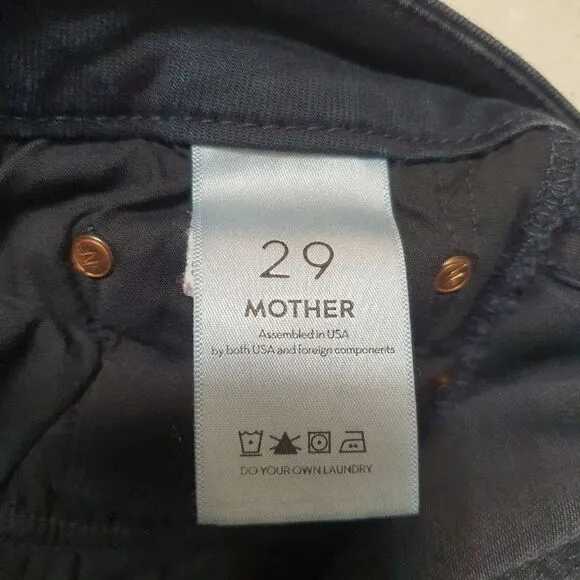 29
MOTHER
Assembled in USA
by both USA and foreign components
DO YOUR OWN LAUNDRY
M
M